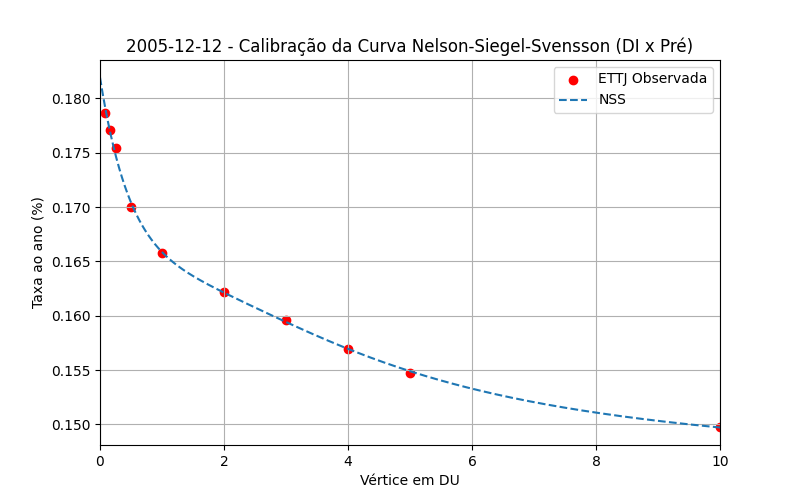 2005-12-12 - Calibração da Curva Nelson-Siegel-Svensson (DI x Pré)
ETTJ Observada
NSS
Taxa ao ano (%)
0.180
0.175
0.170
0.165
0.160
0.155
0.150
0 2 4 6 8 10
Vértice em DU